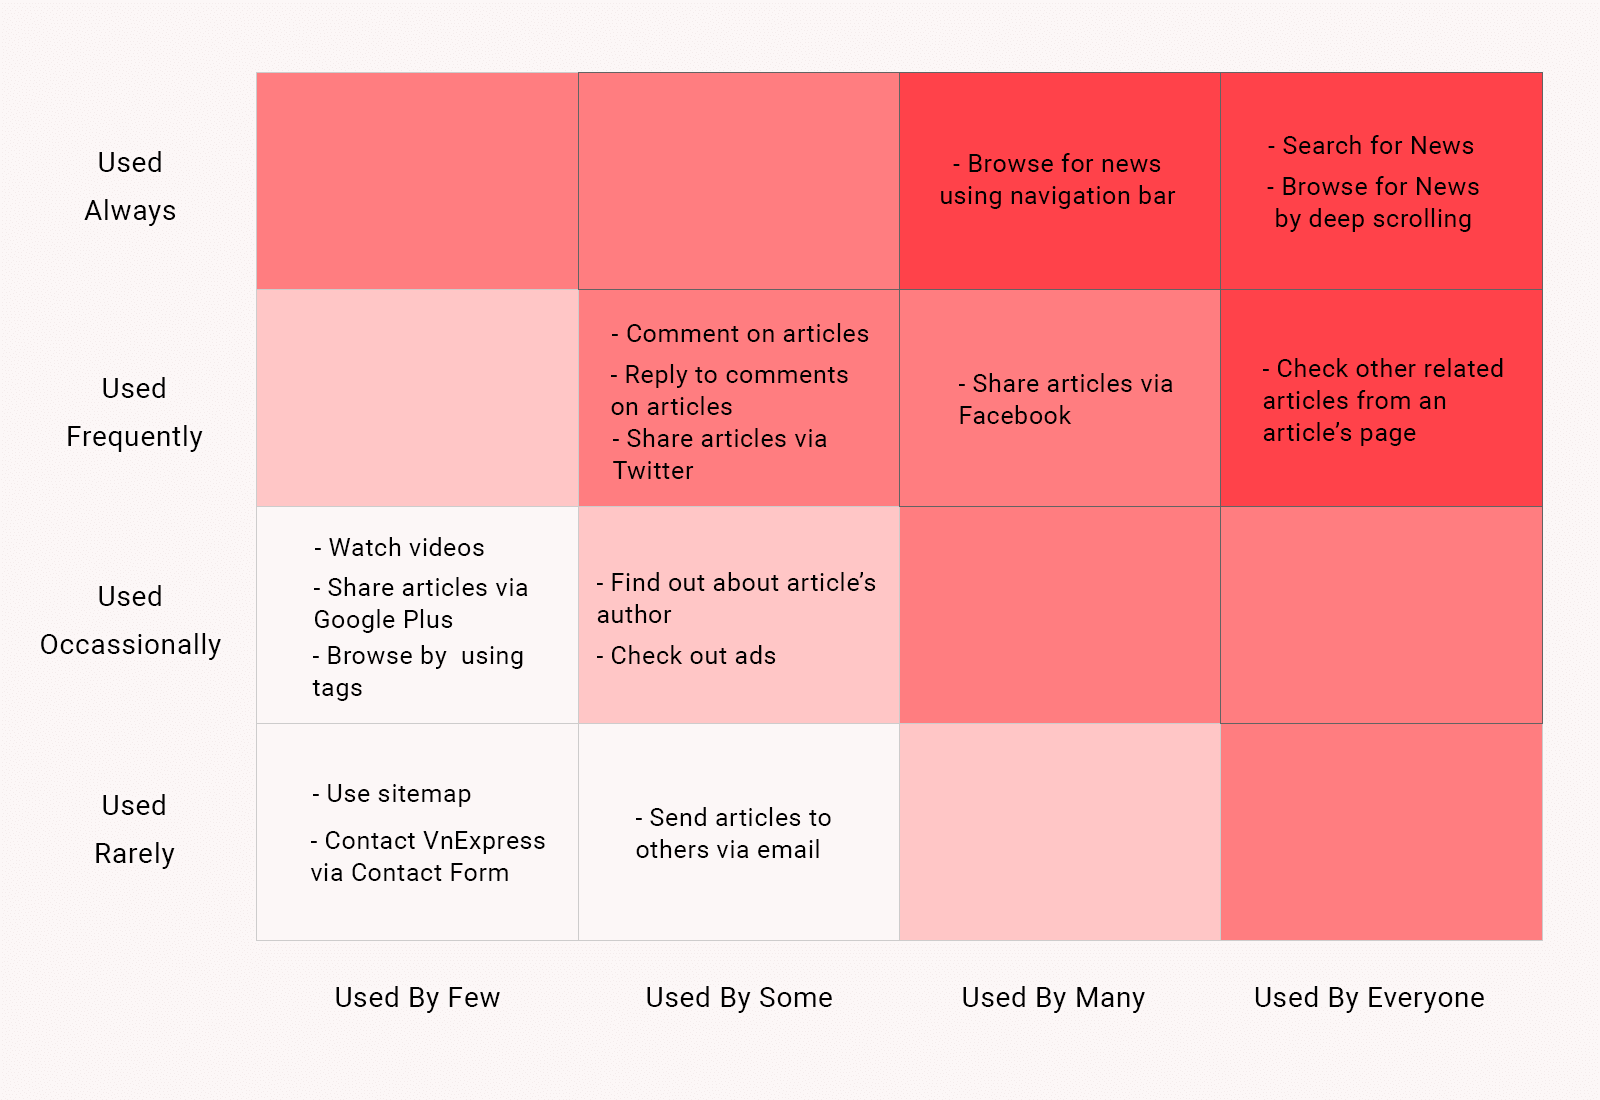 Used
Always
- Browse for news
using navigation bar
- Search for News
- Browse for News
by deep scrolling
Used
Frequently
- Comment on articles
- Reply to comments
on articles
- Share articles via
Twitter
- Share articles via
Facebook
- Check other related
articles from an
article’s page
Used
Occassionally
- Watch videos
- Share articles via
Google Plus
- Browse by  using
tags
- Find out about article’s
author
- Check out ads
Used
Rarely
- Use sitemap
- Contact VnExpress
via Contact Form
- Send articles to
others via email
Used By Few
Used By Some
Used By Many
Used By Everyone